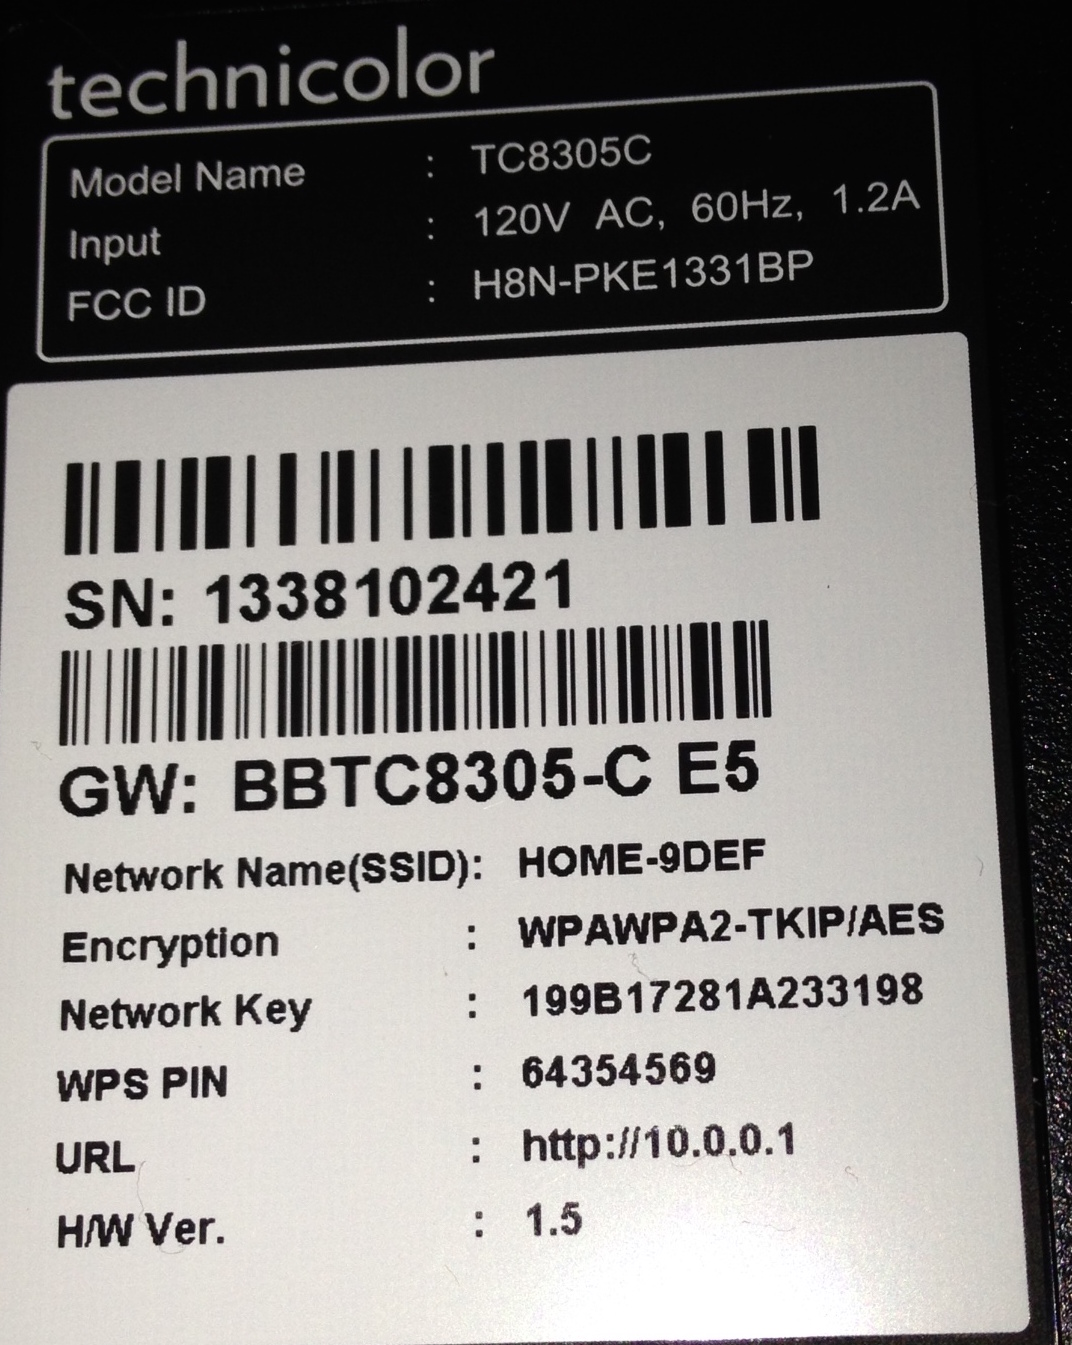 technicolor
Model Name : TC8305C
Input : 120V AC, 60Hz, 1.2A
FCC ID : H8N-PKE1331BP
SN: 1338102421
GW: BBTC8305-C E5
Network Name(SSID): HOME-9DEF
Encryption : WPAWPA2-TKIP/AES
Network Key : 199B17281A233198
WPS PIN : 64354569
URL : http://10.0.0.1
H/W Ver. : 1.5